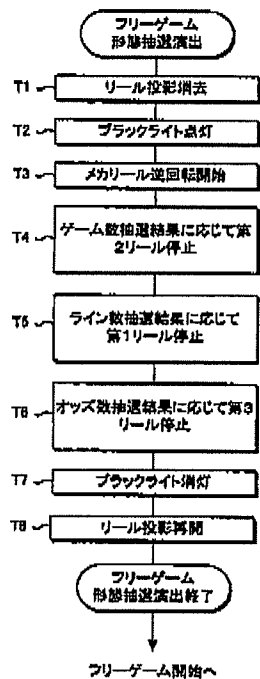 フリーゲーム
形態抽選演出
T1
リール投影消去
T2
ブラックライト点灯
T3
メカリール逆回転開始
T4
ゲーム数抽選結果に応じて第
2リール停止
T5
ライン数抽選結果に応じて
第1リール停止
T6
オッズ数抽選結果に応じて第3
リール停止
T7
ブラックライト消灯
T8
リール投影再開
フリーゲーム
形態抽選演出終了
フリーゲーム開始へ